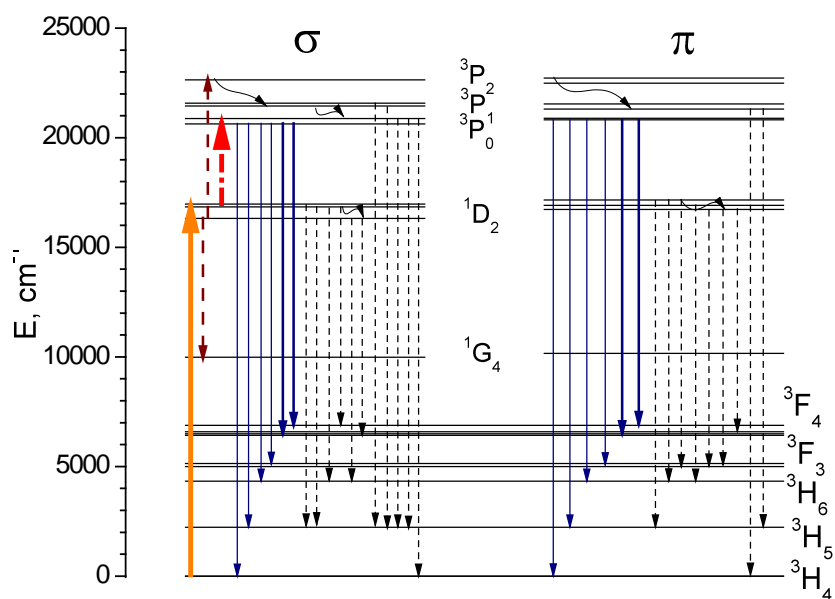 25000
20000
15000
10000
5000
0
E, cm⁻¹
σ
π
³P₂
³P₁
³P₀
¹D₂
¹G₄
³F₄
³F₃
³H₆
³H₅
³H₄